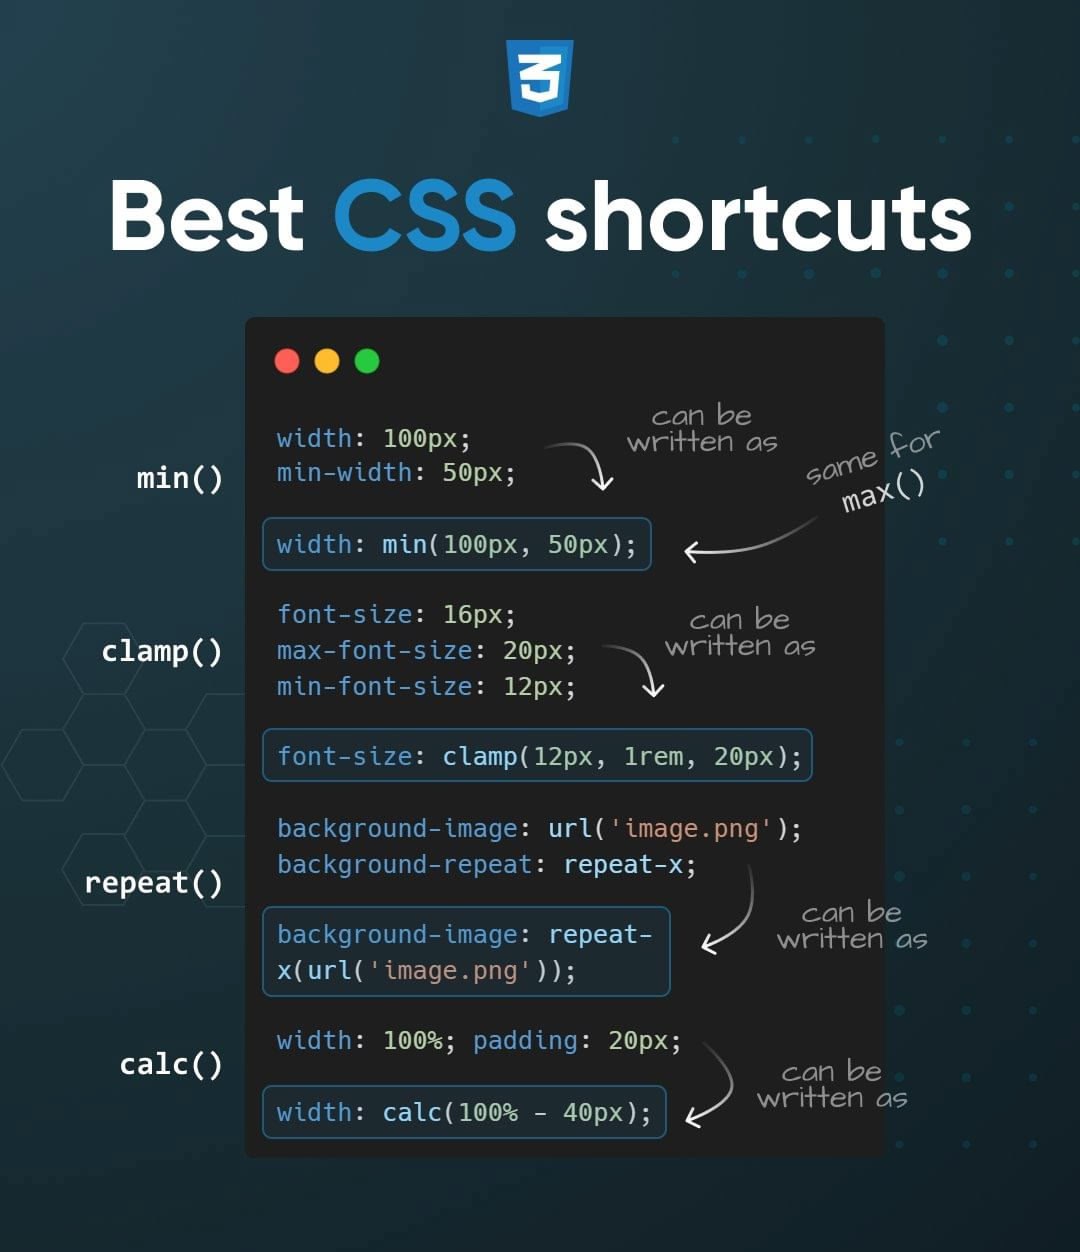 Best CSS shortcuts
can be
written as
width: 100px;
min-width: 50px;
min()
same for
max()
width: min(100px, 50px);
font-size: 16px;
max-font-size: 20px;
min-font-size: 12px;
clamp()
can be
written as
font-size: clamp(12px, 1rem, 20px);
background-image: url('image.png');
background-repeat: repeat-x;
repeat()
can be
written as
background-image: repeat-
x(url('image.png'));
width: 100%; padding: 20px;
calc()
can be
written as
width: calc(100% - 40px);